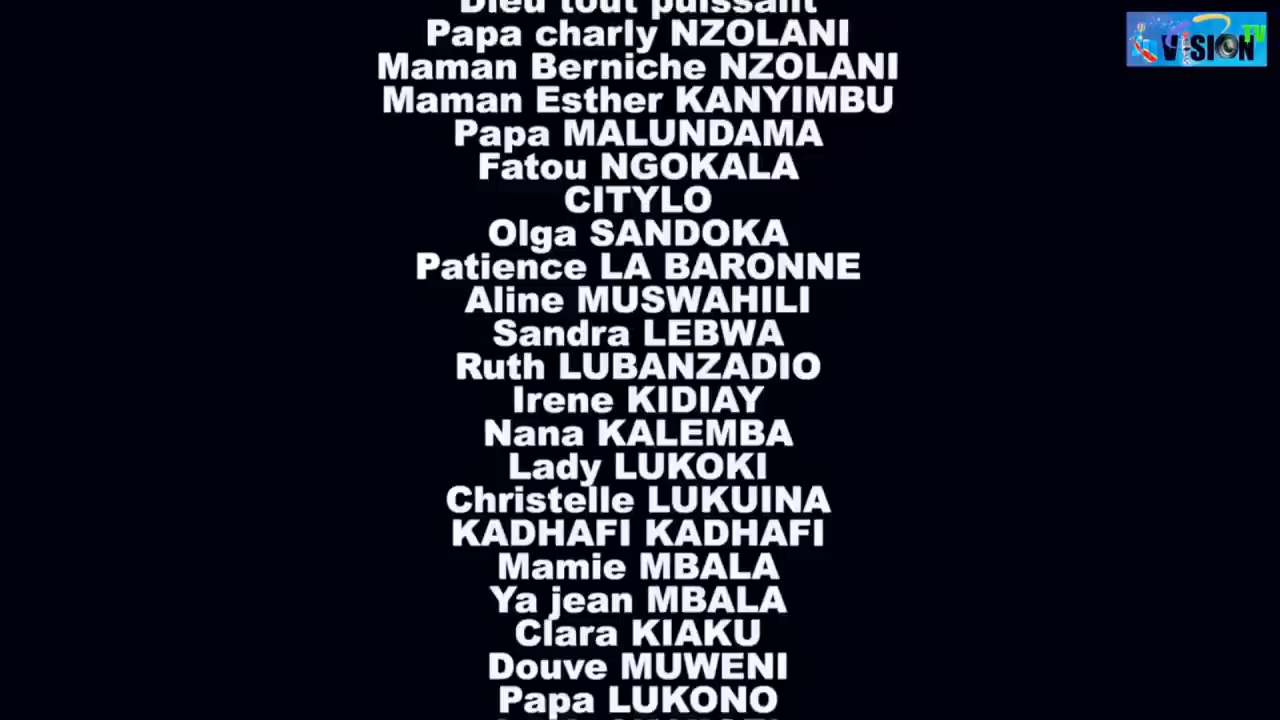 Dieu tout puissant
Papa charly NZOLANI
Maman Berniche NZOLANI
Maman Esther KANYIMBU
Papa MALUNDAMA
Fatou NGOKALA
CITYLO
Olga SANDOKA
Patience LA BARONNE
Aline MUSWAHILI
Sandra LEBWA
Ruth LUBANZADIO
Irene KIDIAY
Nana KALEMBA
Lady LUKOKI
Christelle LUKUINA
KADHAFI KADHAFI
Mamie MBALA
Ya jean MBALA
Clara KIAKU
Douve MUWENI
Papa LUKONO
VISION TV